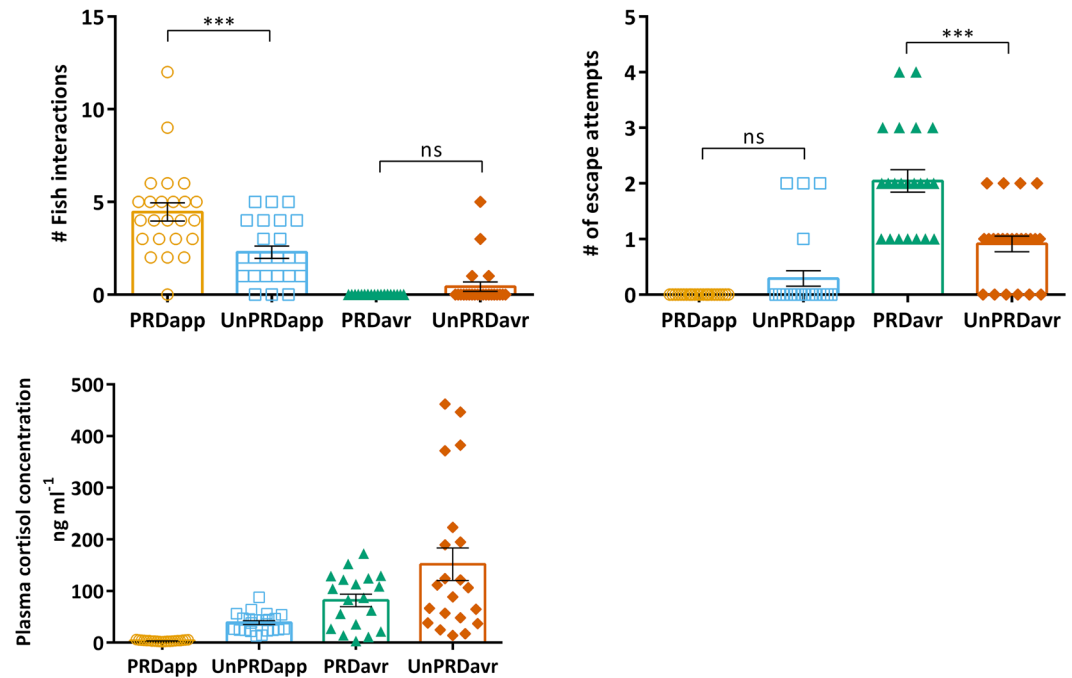 15
***
# Fish interactions
10
ns
5
0
PRDapp UnPRDapp PRDavr UnPRDavr
5
***
# of escape attempts
4
3
ns
2
1
0
PRDapp UnPRDapp PRDavr UnPRDavr
500
Plasma cortisol concentration
ng ml-1
400
300
200
100
0
PRDapp UnPRDapp PRDavr UnPRDavr